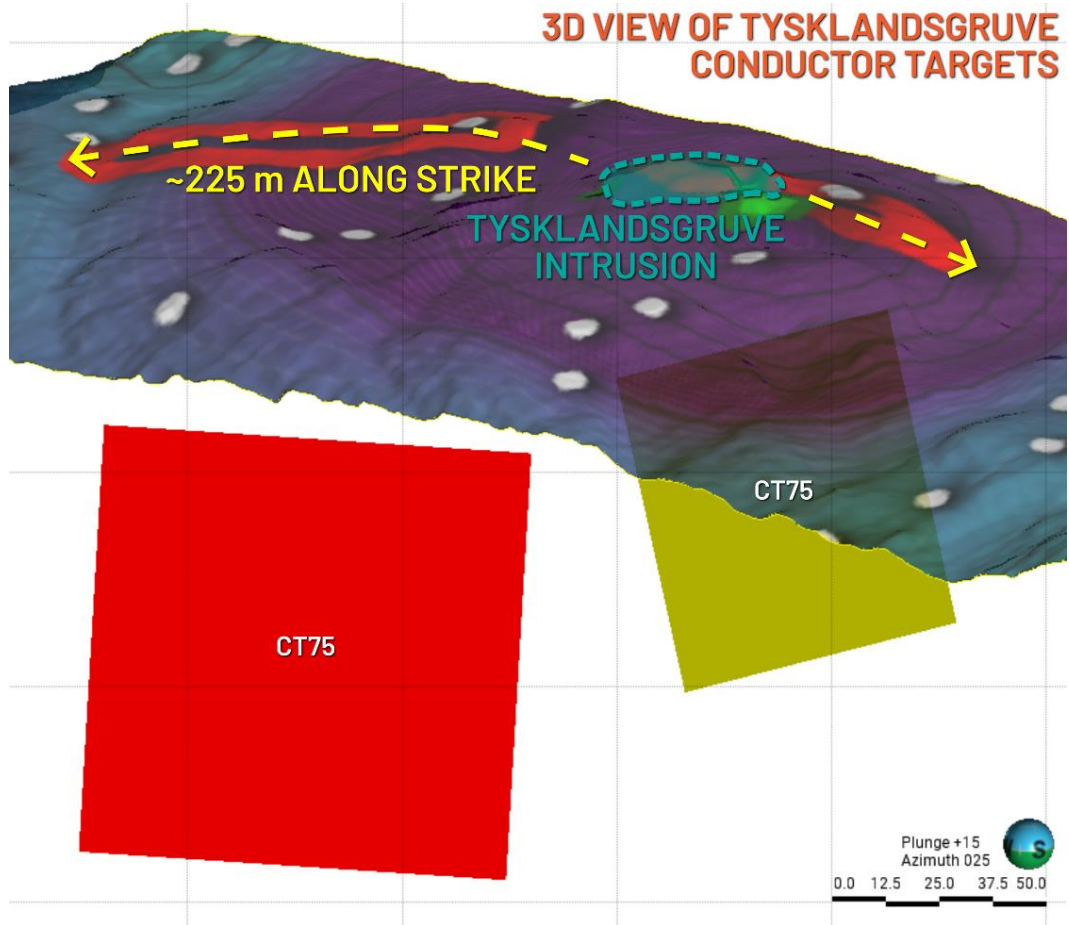 3D VIEW OF TYSKLANDSGRUVE
CONDUCTOR TARGETS
~225 m ALONG STRIKE
TYSKLANDSGRUVE
INTRUSION
CT75
CT75
Plunge +15
Azimuth 025
S
0.0 12.5 25.0 37.5 50.0